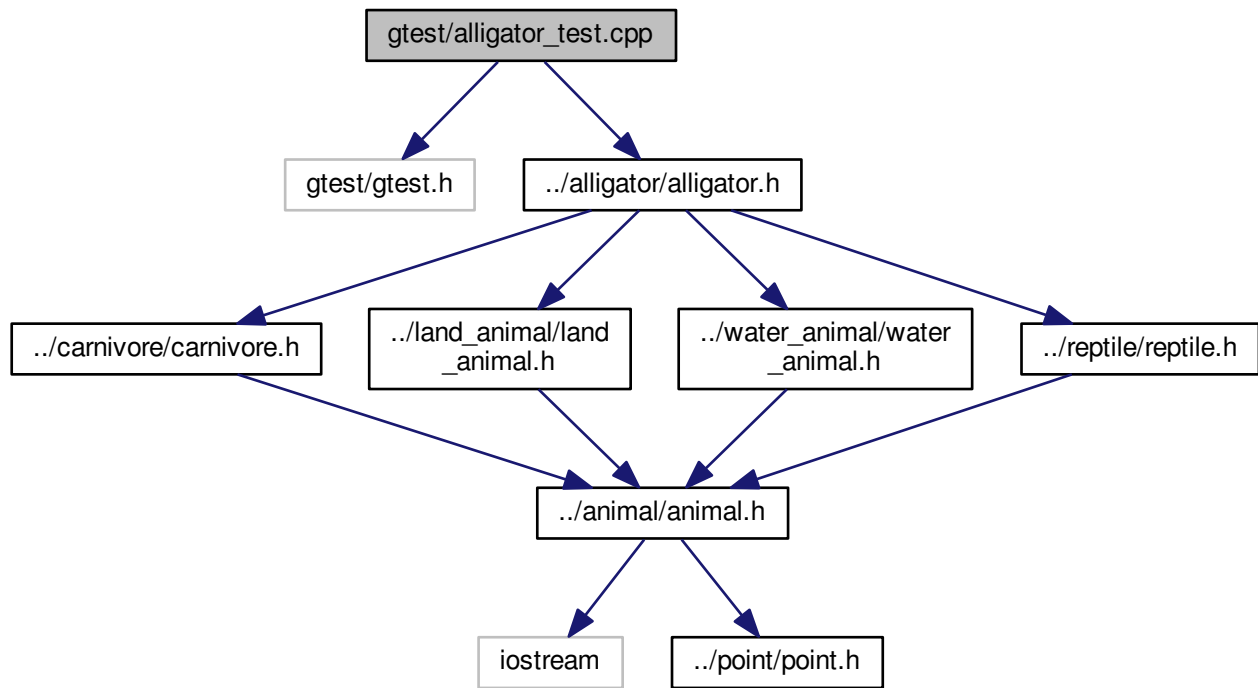 gtest/alligator_test.cpp
gtest/gtest.h
../alligator/alligator.h
../carnivore/carnivore.h
../land_animal/land
_animal.h
../water_animal/water
_animal.h
../reptile/reptile.h
../animal/animal.h
iostream
../point/point.h